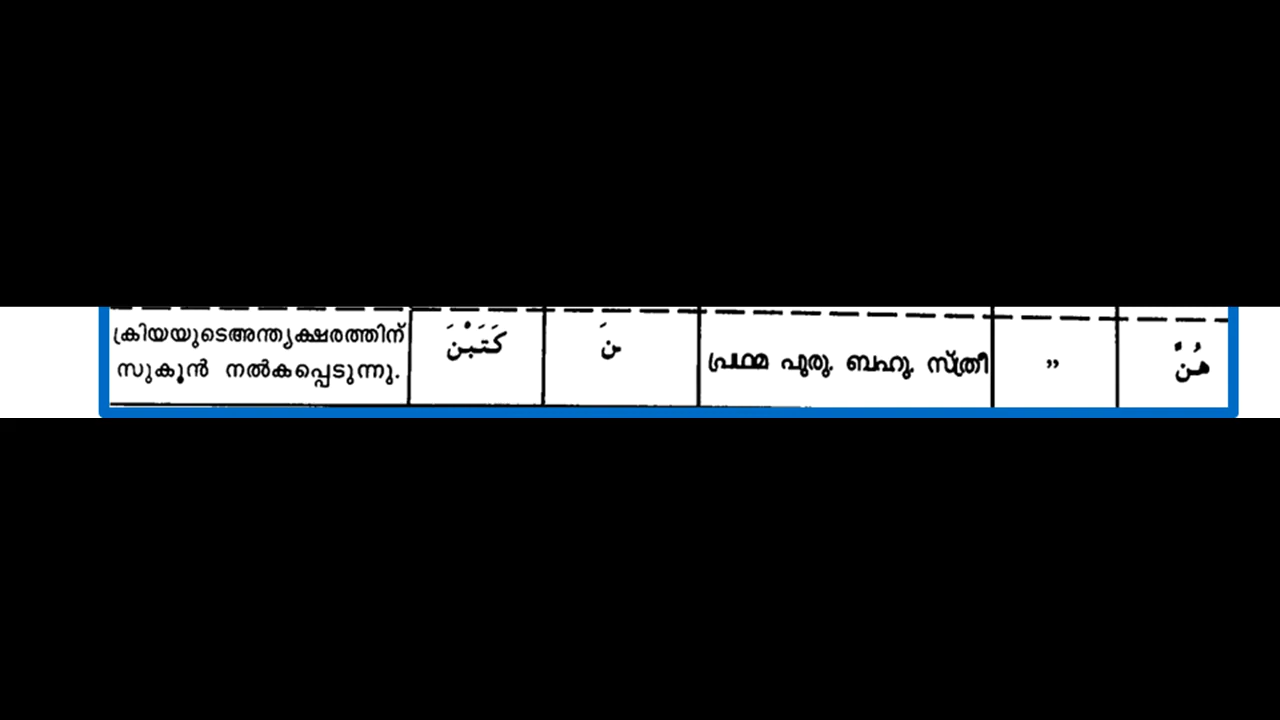 ക്രിയയുടെഅന്ത്യക്ഷരത്തിന്
സുകൂൻ നൽകപ്പെടുന്നു.
كَتَبْنَ
نَ
പ്രഥമ പുരു. ബഹു. സ്ത്രീ
”
هُنَّ